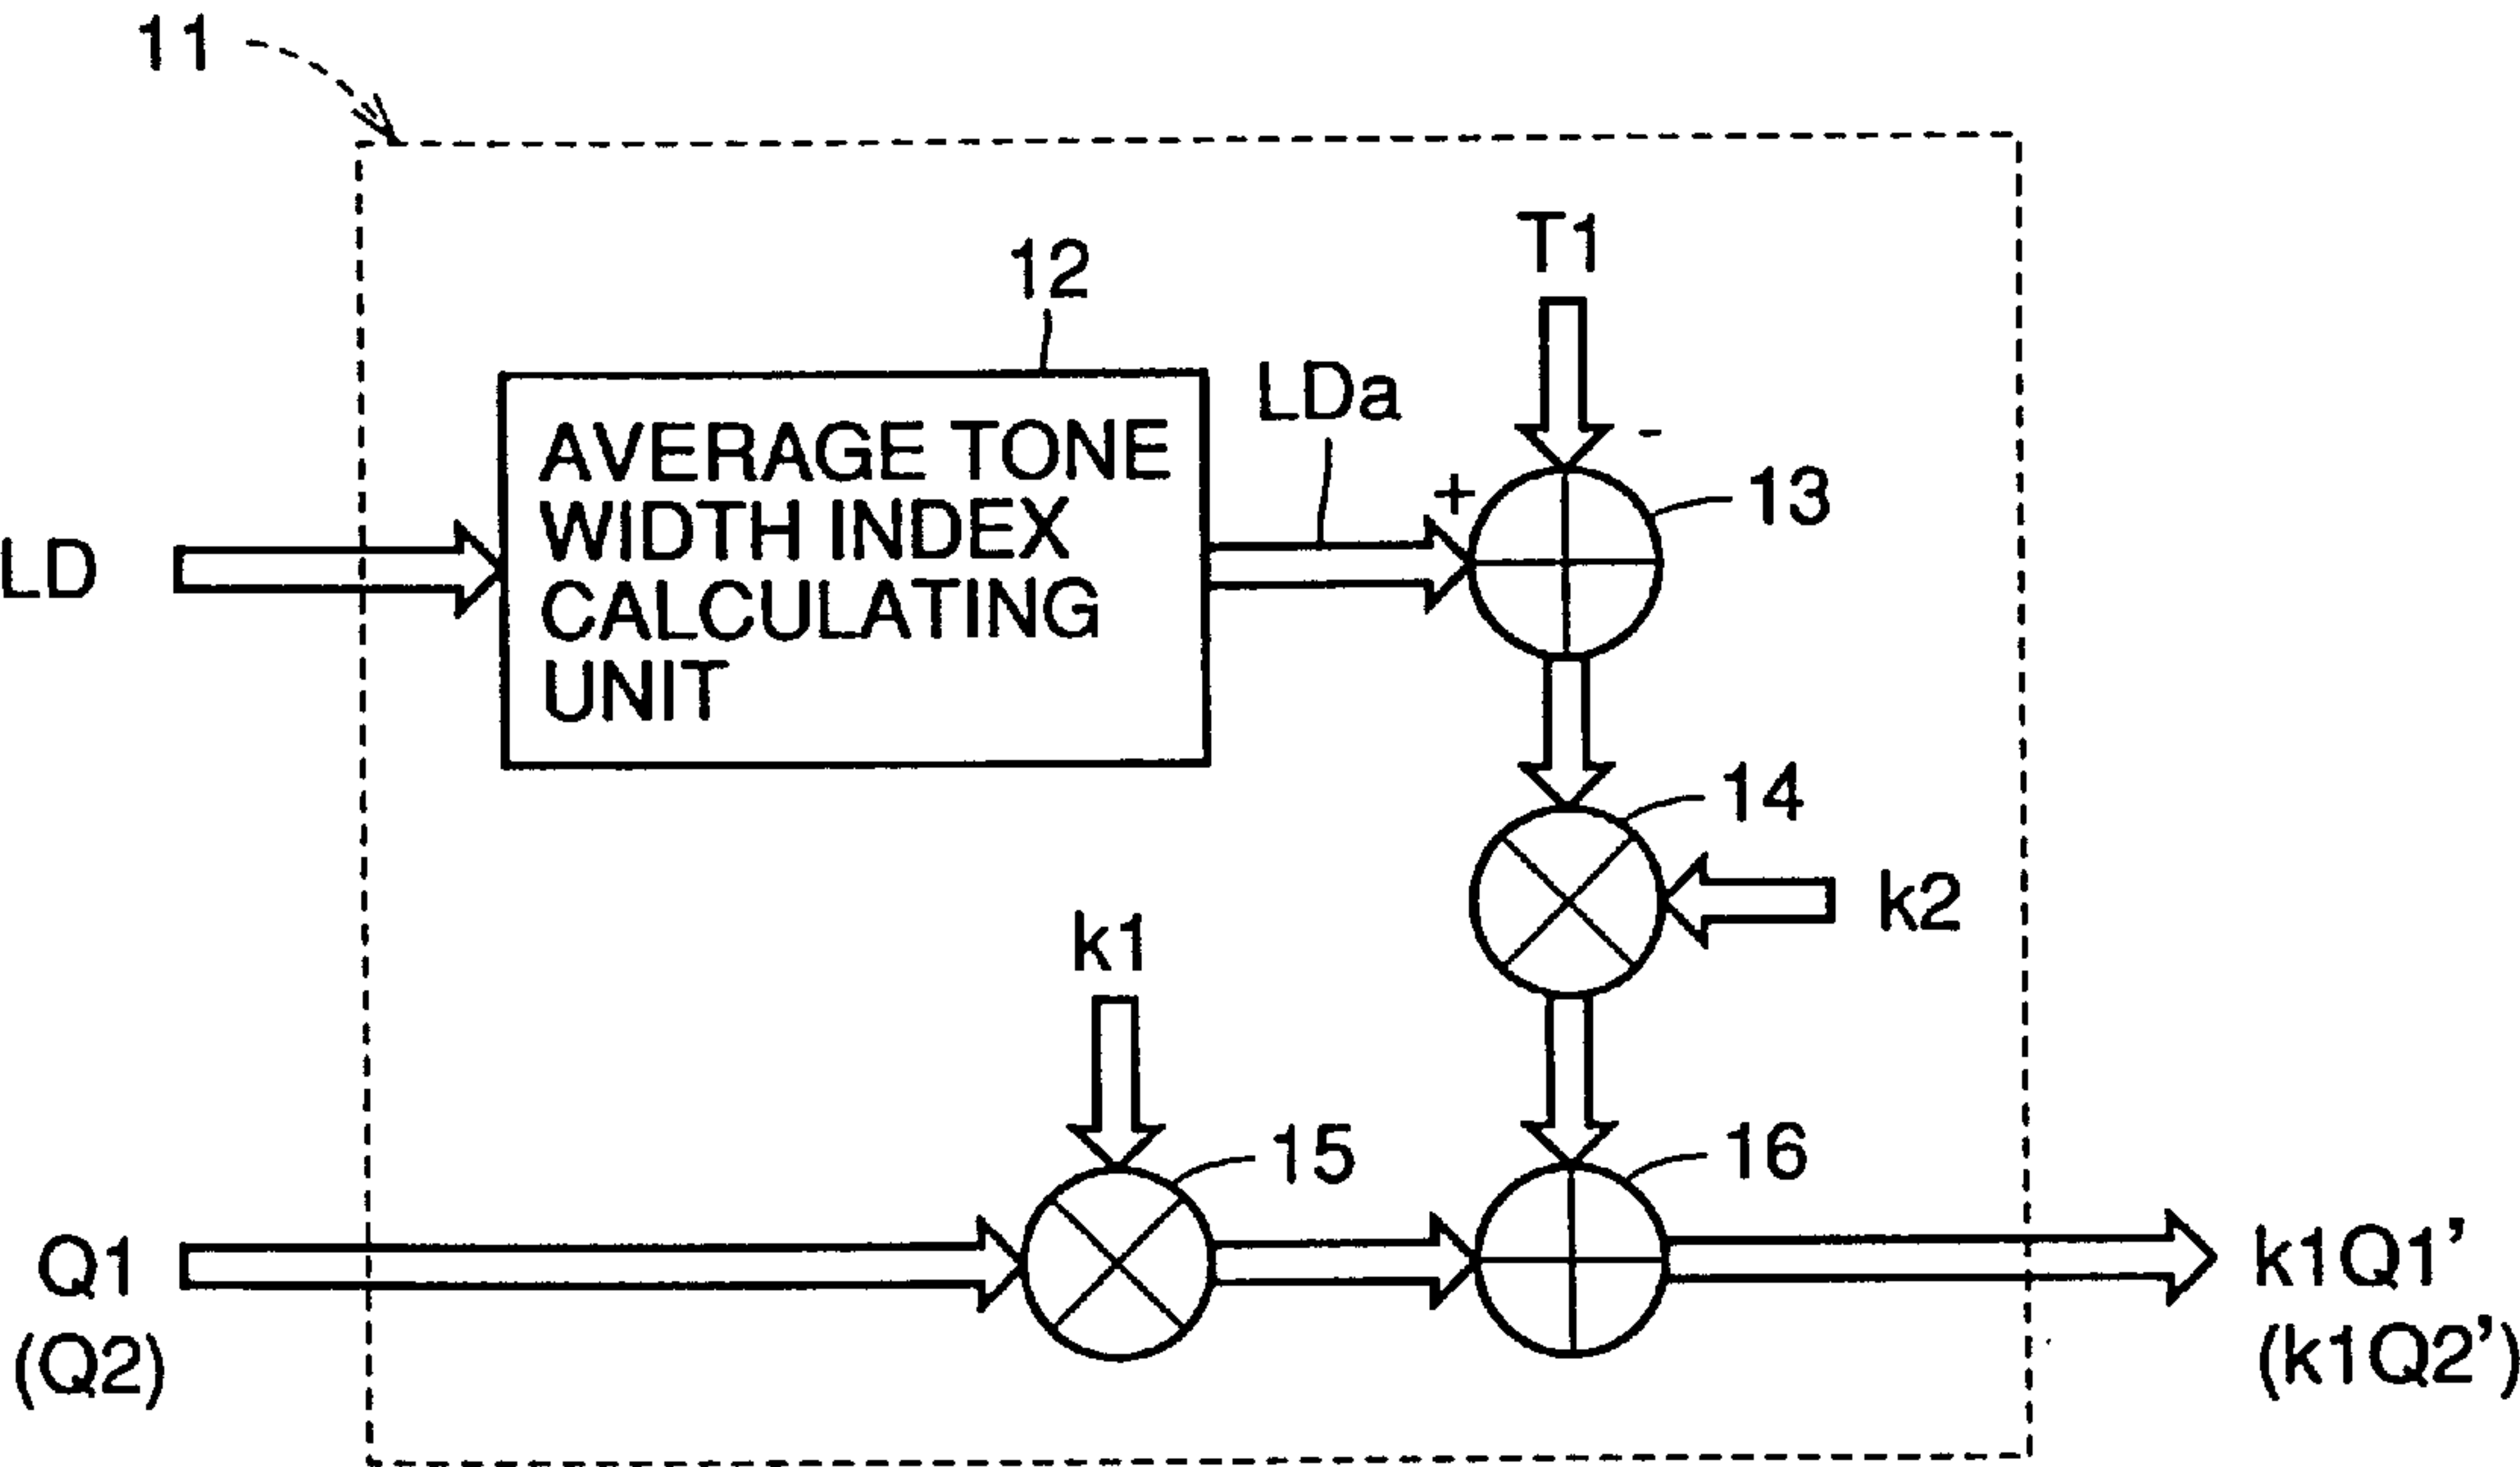 11
T1
12
LDa
-
AVERAGE TONE
WIDTH INDEX
CALCULATING
UNIT
+
13
LD
14
k2
k1
15
16
Q1
(Q2)
k1Q1'
(k1Q2')